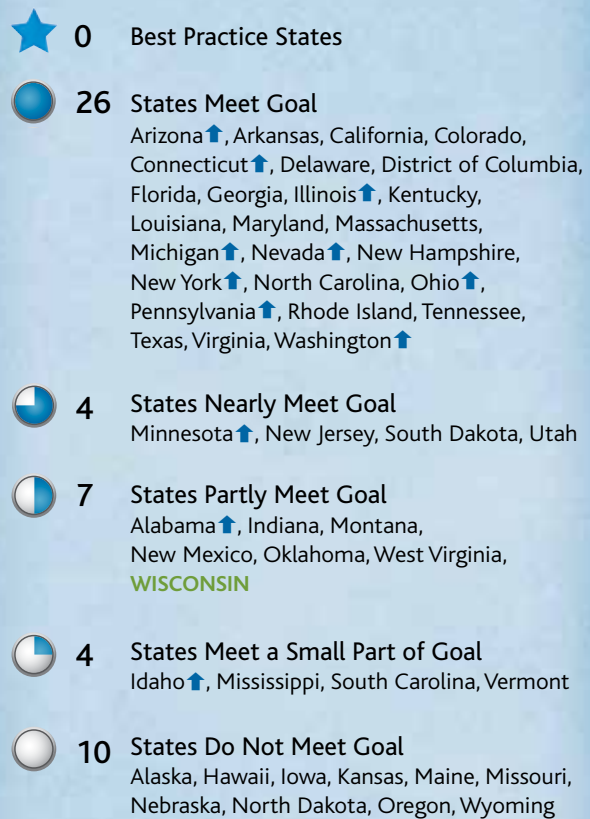 0 Best Practice States
26 States Meet Goal
Arizona⬆, Arkansas, California, Colorado,
Connecticut⬆, Delaware, District of Columbia,
Florida, Georgia, Illinois⬆, Kentucky,
Louisiana, Maryland, Massachusetts,
Michigan⬆, Nevada⬆, New Hampshire,
New York⬆, North Carolina, Ohio⬆,
Pennsylvania⬆, Rhode Island, Tennessee,
Texas, Virginia, Washington⬆
4 States Nearly Meet Goal
Minnesota⬆, New Jersey, South Dakota, Utah
7 States Partly Meet Goal
Alabama⬆, Indiana, Montana,
New Mexico, Oklahoma, West Virginia,
WISCONSIN
4 States Meet a Small Part of Goal
Idaho⬆, Mississippi, South Carolina, Vermont
10 States Do Not Meet Goal
Alaska, Hawaii, Iowa, Kansas, Maine, Missouri,
Nebraska, North Dakota, Oregon, Wyoming